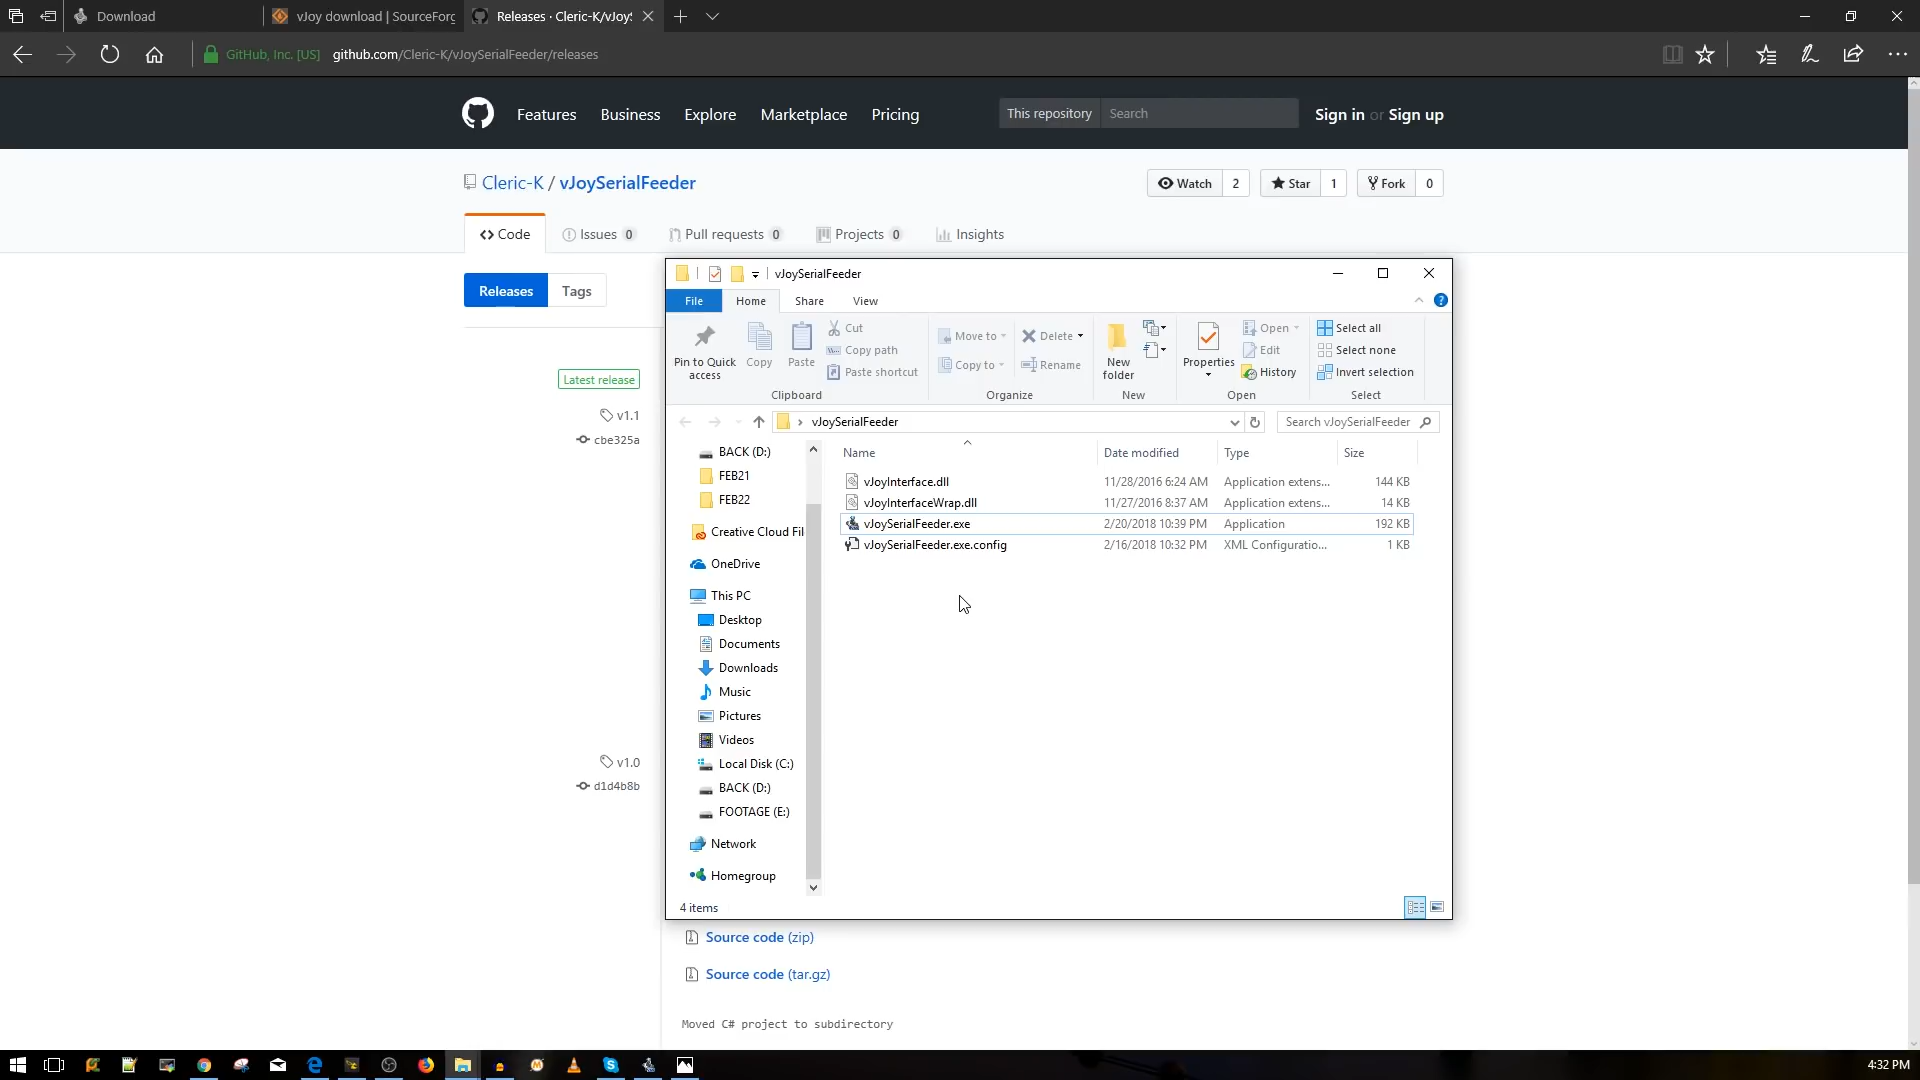 Download
vJoy download | SourceForg
Releases · Cleric-K/vJoyS
GitHub, Inc. [US]
github.com/Cleric-K/vJoySerialFeeder/releases
Features
Business
Explore
Marketplace
Pricing
This repository
Search
Sign in or Sign up
Cleric-K / vJoySerialFeeder
Watch 2
Star 1
Fork 0
Code
Issues 0
Pull requests 0
Projects 0
Insights
Releases
Tags
Latest release
v1.1
cbe325a
v1.0
d1d4b8b
vJoySerialFeeder
File
Home
Share
View
Pin to Quick
access
Copy
Paste
Cut
Copy path
Paste shortcut
Clipboard
Move to
Copy to
Delete
Rename
Organize
New
folder
New
Properties
Open
Edit
History
Open
Select all
Select none
Invert selection
Select
vJoySerialFeeder
Search vJoySerialFeeder
BACK (D:)
FEB21
FEB22
Creative Cloud Fil
OneDrive
This PC
Desktop
Documents
Downloads
Music
Pictures
Videos
Local Disk (C:)
BACK (D:)
FOOTAGE (E:)
Network
Homegroup
Name Date modified Type Size
vJoyInterface.dll 11/28/2016 6:24 AM Application extens... 144 KB
vJoyInterfaceWrap.dll 11/27/2016 8:37 AM Application extens... 14 KB
vJoySerialFeeder.exe 2/20/2018 10:39 PM Application 192 KB
vJoySerialFeeder.exe.config 2/16/2018 10:32 PM XML Configuratio... 1 KB
4 items
Source code (zip)
Source code (tar.gz)
Moved C# project to subdirectory
4:32 PM